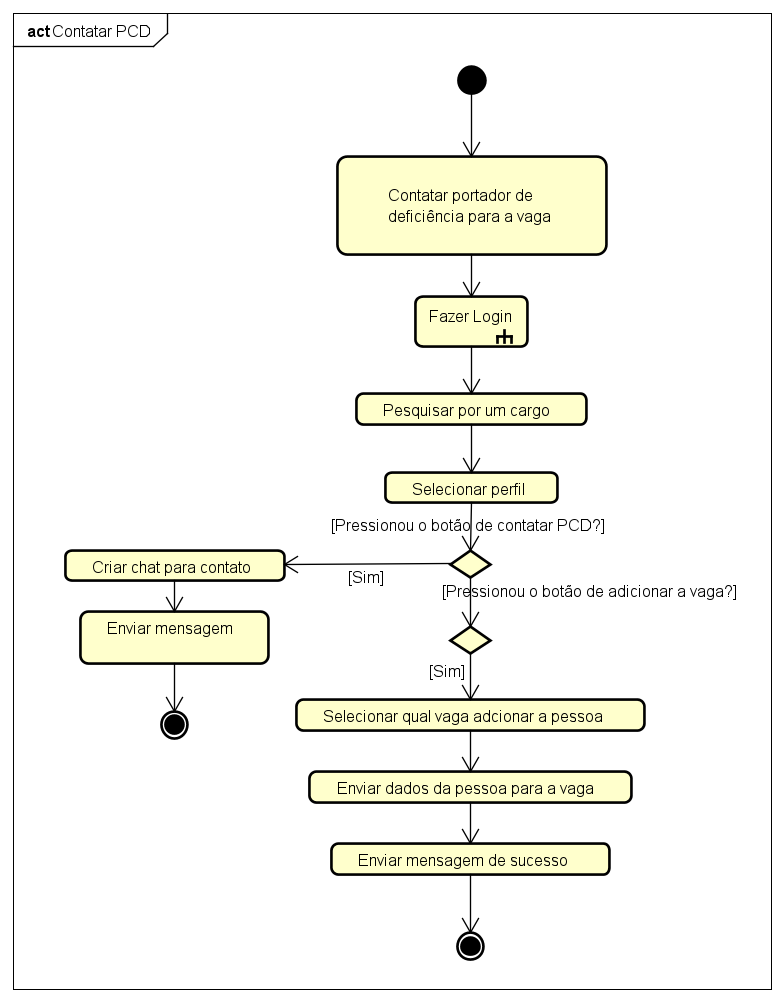 act Contatar PCD
Contatar portador de
deficiência para a vaga
Fazer Login
Pesquisar por um cargo
Selecionar perfil
[Pressionou o botão de contatar PCD?]
Criar chat para contato
[Sim]
[Pressionou o botão de adicionar a vaga?]
Enviar mensagem
[Sim]
Selecionar qual vaga adcionar a pessoa
Enviar dados da pessoa para a vaga
Enviar mensagem de sucesso